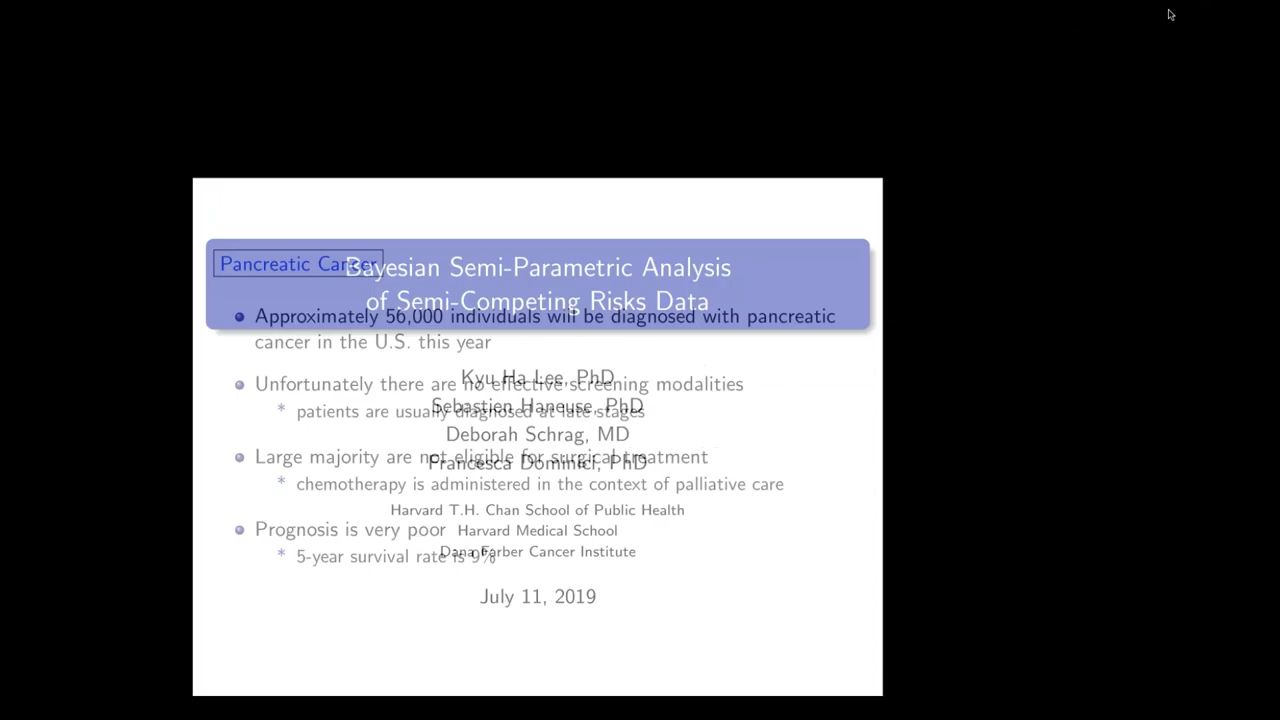 Bayesian Semi-Parametric Analysis
of Semi-Competing Risks Data
Kyu Ha Lee, PhD
Sebastien Haneuse, PhD
Deborah Schrag, MD
Francesca Dominici, PhD
Harvard T.H. Chan School of Public Health
Harvard Medical School
Dana Farber Cancer Institute
July 11, 2019
Pancreatic Cancer
Approximately 56,000 individuals will be diagnosed with pancreatic
cancer in the U.S. this year
Unfortunately there are no effective screening modalities
* patients are usually diagnosed at late stages
Large majority are not eligible for surgical treatment
* chemotherapy is administered in the context of palliative care
Prognosis is very poor
* 5-year survival rate is 9%